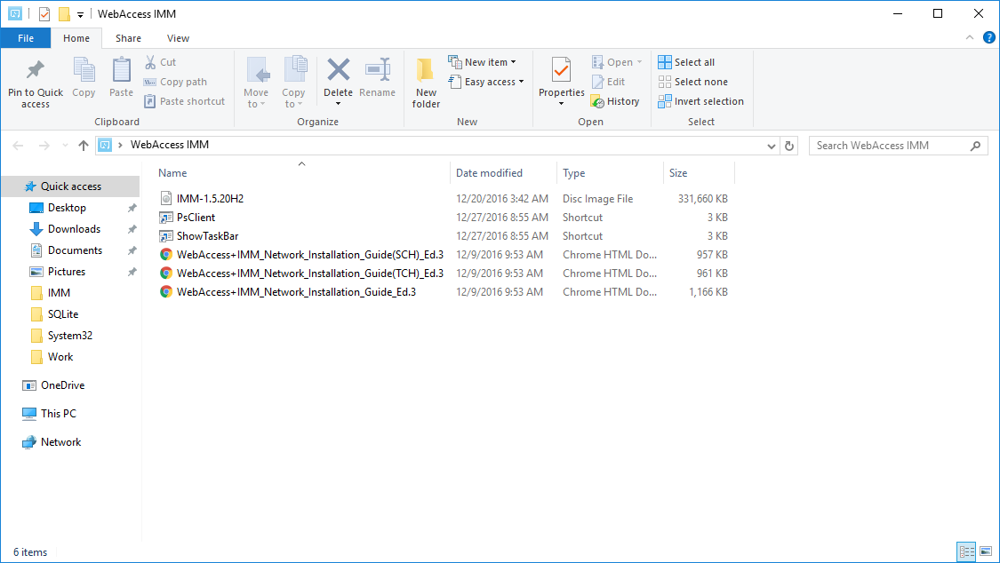 WebAccess IMM
File Home Share View
Pin to Quick access
Copy
Paste
Cut
Copy path
Paste shortcut
Clipboard
Move to
Copy to
Delete
Rename
Organize
New folder
New item
Easy access
New
Properties
Open
Edit
History
Open
Select all
Select none
Invert selection
Select
WebAccess IMM
Search WebAccess IMM
Quick access
Desktop
Downloads
Documents
Pictures
IMM
SQLite
System32
Work
OneDrive
This PC
Network
Name Date modified Type Size
IMM-1.5.20H2 12/20/2016 3:42 AM Disc Image File 331,660 KB
PsClient 12/27/2016 8:55 AM Shortcut 3 KB
ShowTaskBar 12/27/2016 8:55 AM Shortcut 3 KB
WebAccess+IMM_Network_Installation_Guide(SCH)_Ed.3 12/9/2016 9:53 AM Chrome HTML Do... 957 KB
WebAccess+IMM_Network_Installation_Guide(TCH)_Ed.3 12/9/2016 9:53 AM Chrome HTML Do... 961 KB
WebAccess+IMM_Network_Installation_Guide_Ed.3 12/9/2016 9:53 AM Chrome HTML Do... 1,166 KB
6 items